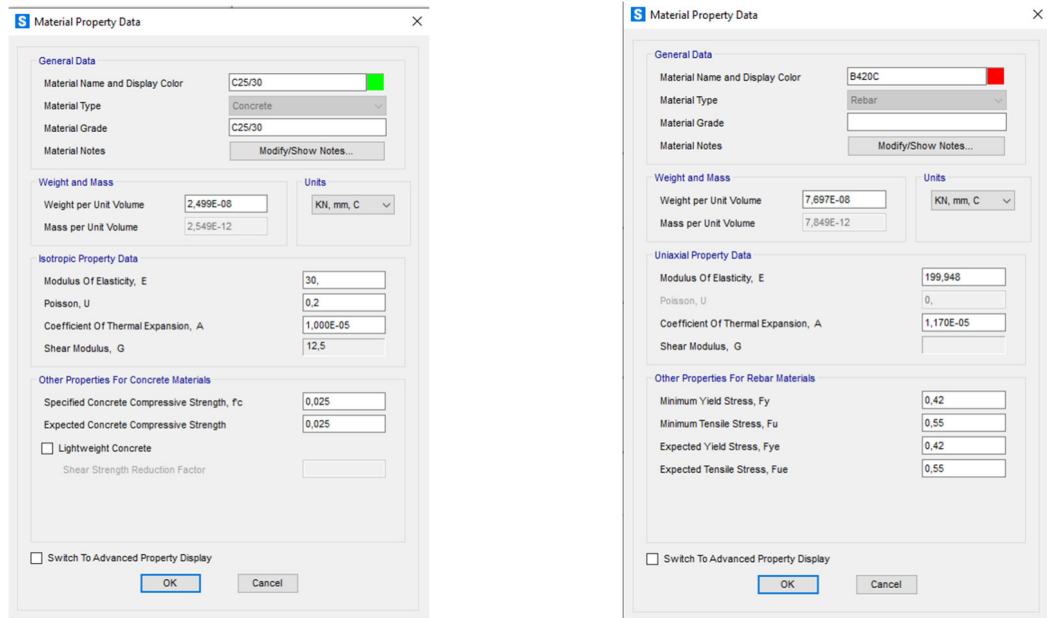 S Material Property Data
General Data
Material Name and Display Color C25/30
Material Type Concrete
Material Grade C25/30
Material Notes Modify/Show Notes...
Weight and Mass Units
Weight per Unit Volume 2,499E-08 KN, mm, C
Mass per Unit Volume 2,549E-12
Isotropic Property Data
Modulus Of Elasticity, E 30,
Poisson, U 0,2
Coefficient Of Thermal Expansion, A 1,000E-05
Shear Modulus, G 12,5
Other Properties For Concrete Materials
Specified Concrete Compressive Strength, f'c 0,025
Expected Concrete Compressive Strength 0,025
Lightweight Concrete
Shear Strength Reduction Factor
Switch To Advanced Property Display
OK Cancel
S Material Property Data
General Data
Material Name and Display Color B420C
Material Type Rebar
Material Grade
Material Notes Modify/Show Notes...
Weight and Mass Units
Weight per Unit Volume 7,697E-08 KN, mm, C
Mass per Unit Volume 7,849E-12
Uniaxial Property Data
Modulus Of Elasticity, E 199,948
Poisson, U 0,
Coefficient Of Thermal Expansion, A 1,170E-05
Shear Modulus, G
Other Properties For Rebar Materials
Minimum Yield Stress, Fy 0,42
Minimum Tensile Stress, Fu 0,55
Expected Yield Stress, Fye 0,42
Expected Tensile Stress, Fue 0,55
Switch To Advanced Property Display
OK Cancel